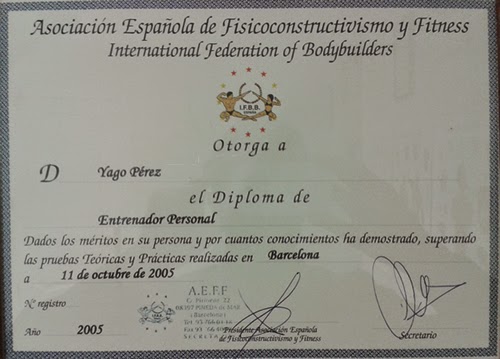 Asociación Española de Fisicoconstructivismo y Fitness
International Federation of Bodybuilders
I.F.B.B.
ESPAÑA
Otorga a
D Yago Pérez
el Diploma de
Entrenador Personal
Dados los méritos en su persona y por cuantos conocimientos ha demostrado, superando
las pruebas Teóricas y Prácticas realizadas en Barcelona
a 11 de octubre de 2005
Nº registro
A.E.F.F
(Barcelona)
Año 2005
Presidente Asociación Española
de Fisicoconstructivismo y Fitness
Secretario